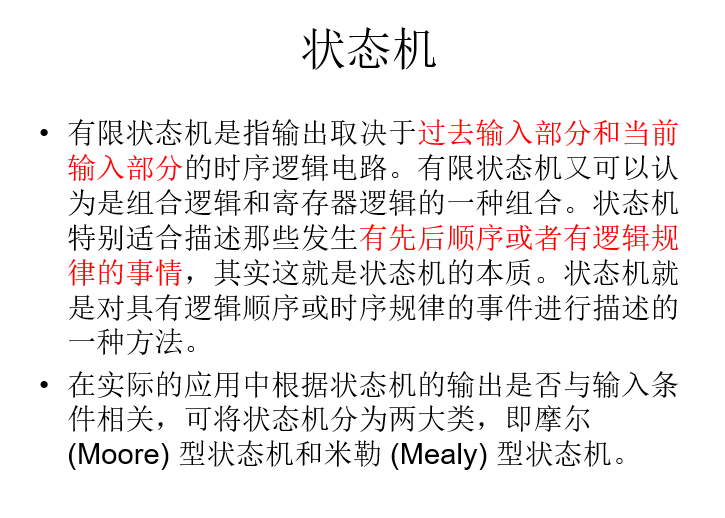 状态机
• 有限状态机是指输出取决于过去输入部分和当前
输入部分的时序逻辑电路。有限状态机又可以认
为是组合逻辑和寄存器逻辑的一种组合。状态机
特别适合描述那些发生有先后顺序或者有逻辑规
律的事情，其实这就是状态机的本质。状态机就
是对具有逻辑顺序或时序规律的事件进行描述的
一种方法。
• 在实际的应用中根据状态机的输出是否与输入条
件相关，可将状态机分为两大类，即摩尔
(Moore) 型状态机和米勒 (Mealy) 型状态机。